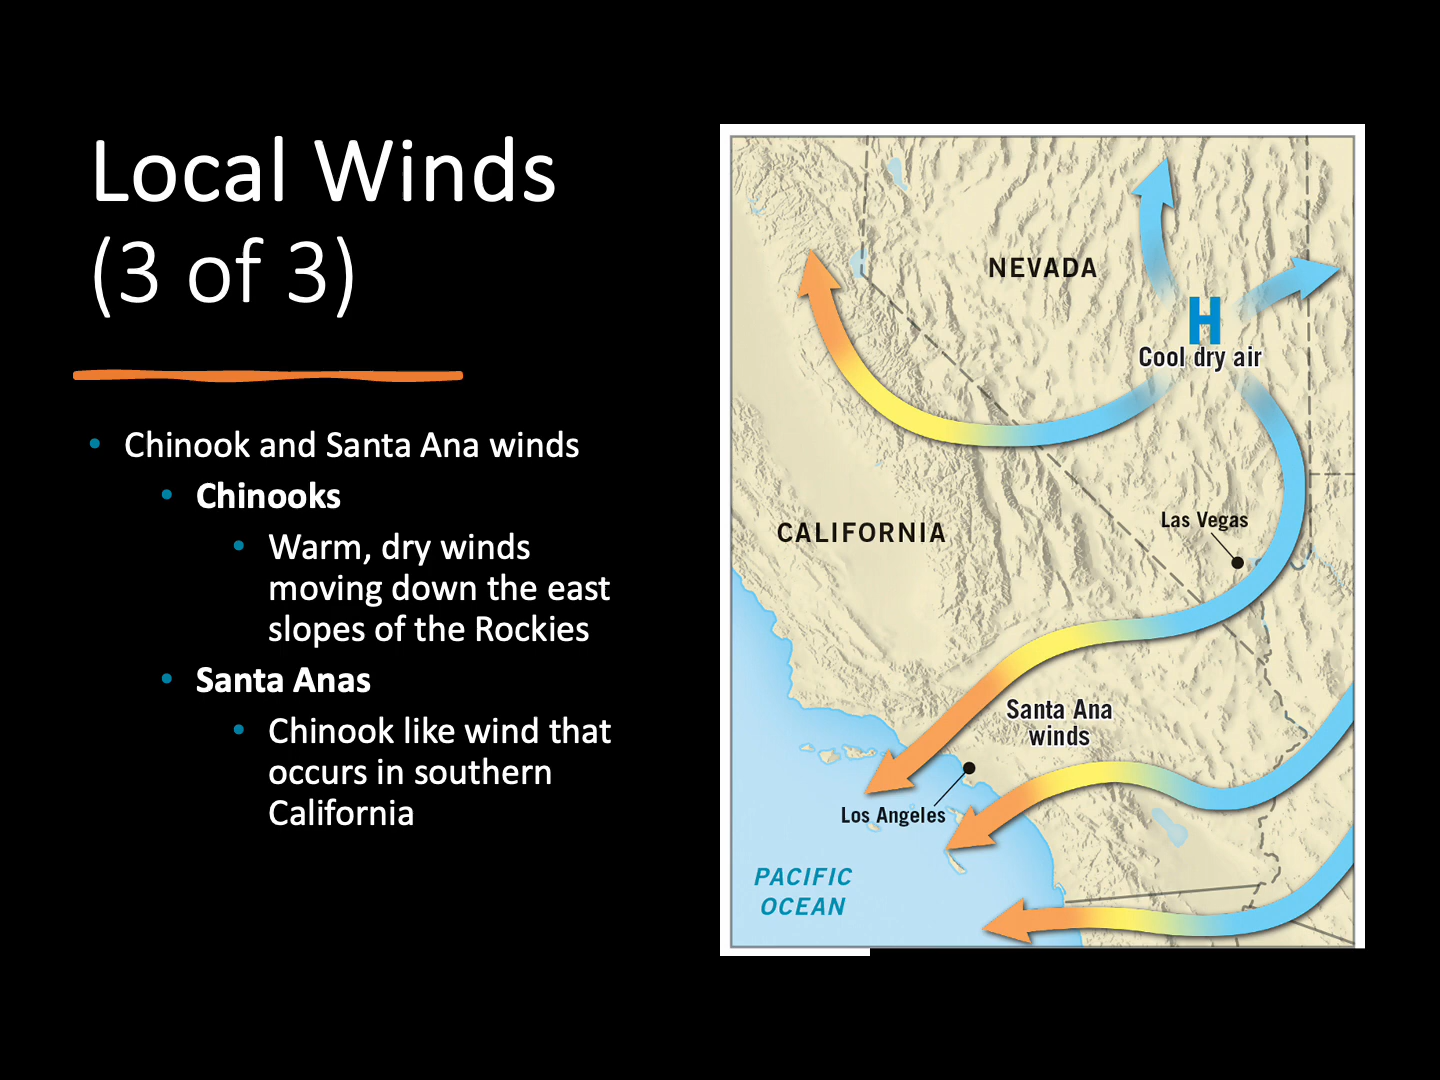 Local Winds
(3 of 3)
• Chinook and Santa Ana winds
• Chinooks
• Warm, dry winds
moving down the east
slopes of the Rockies
• Santa Anas
• Chinook like wind that
occurs in southern
California
NEVADA
H
Cool dry air
CALIFORNIA
Las Vegas
Santa Ana
winds
Los Angeles
PACIFIC
OCEAN